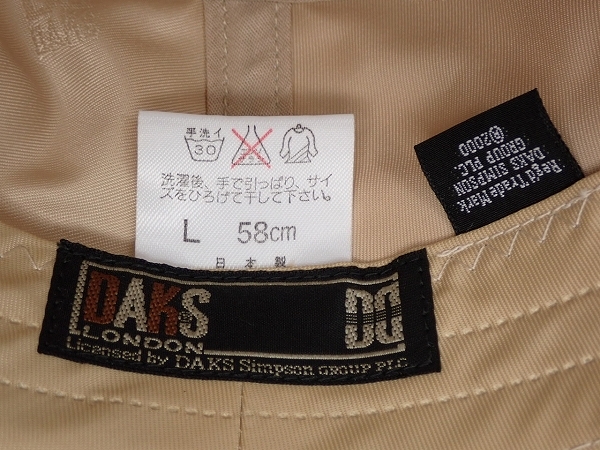 手洗イ
30
洗濯後、手で引っぱり、サイ
ズをひろげて干して下さい。
L 58cm
日本製
Reg'd Trade Mark
DAKS SIMPSON
GROUP PLC.
©2000
DAKS
LONDON
DD
Licensed by DAKS Simpson GROUP PLC